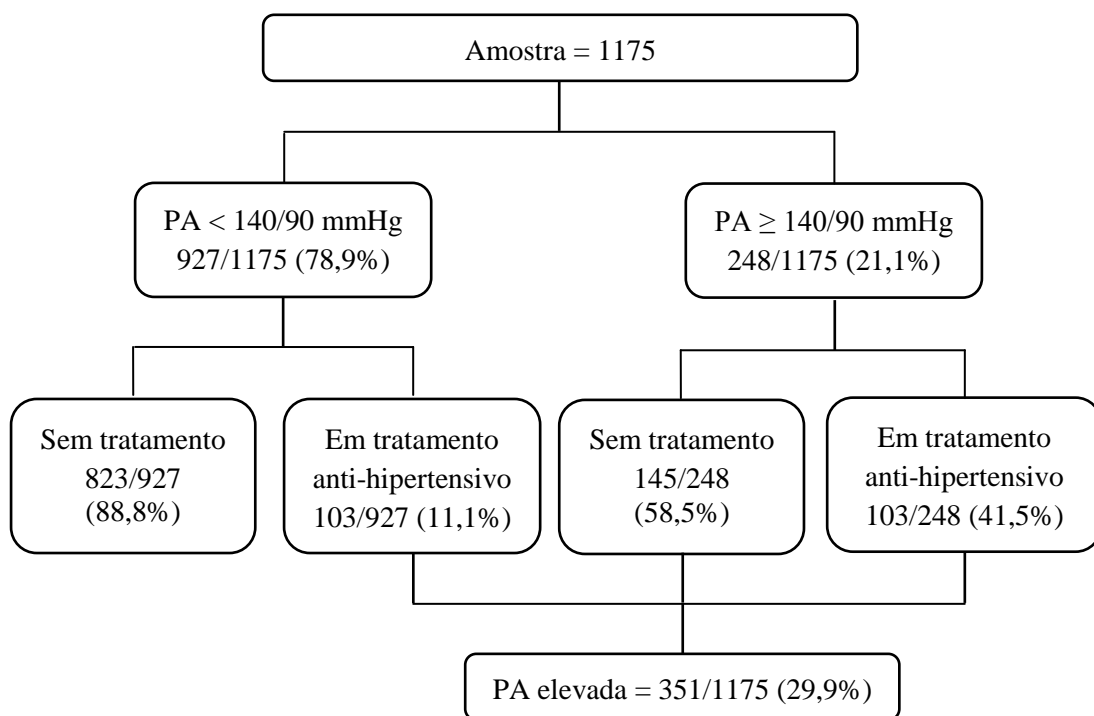 Amostra = 1175
PA < 140/90 mmHg
927/1175 (78,9%)
PA ≥ 140/90 mmHg
248/1175 (21,1%)
Sem tratamento
823/927
(88,8%)
Em tratamento
anti-hipertensivo
103/927 (11,1%)
Sem tratamento
145/248
(58,5%)
Em tratamento
anti-hipertensivo
103/248 (41,5%)
PA elevada = 351/1175 (29,9%)